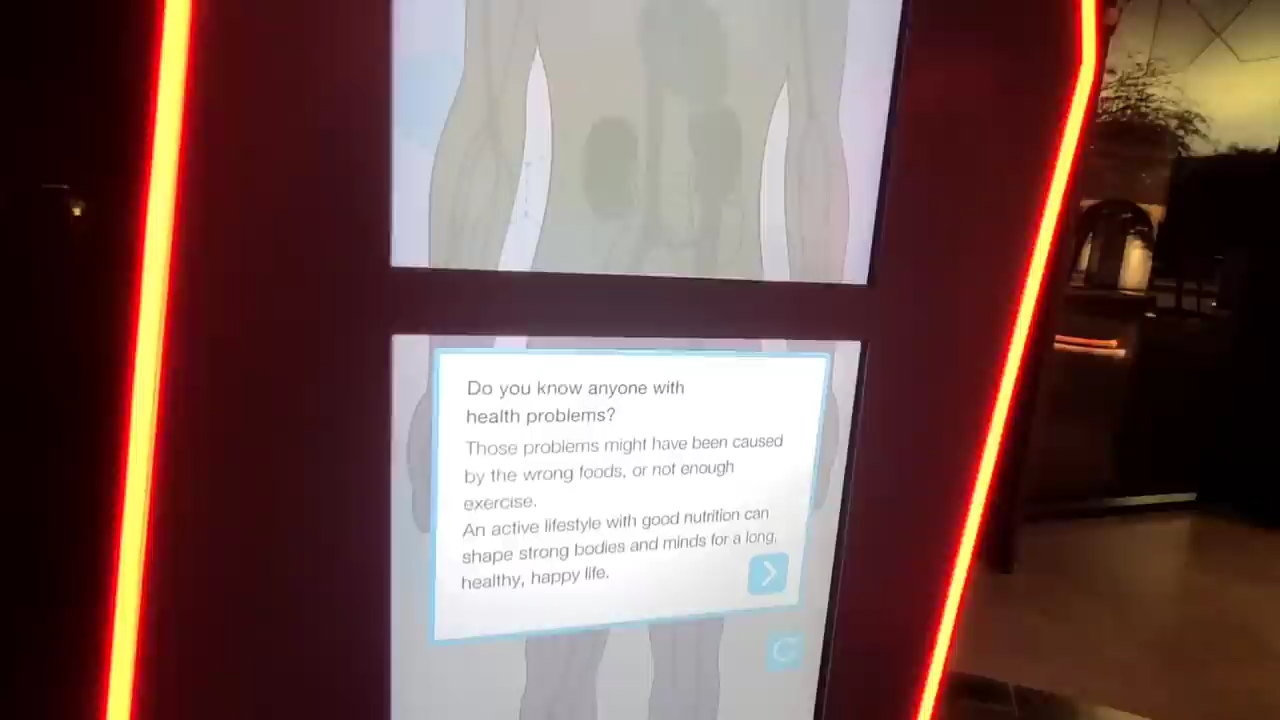 Do you know anyone with
health problems?
Those problems might have been caused
by the wrong foods, or not enough
exercise.
An active lifestyle with good nutrition can
shape strong bodies and minds for a long,
healthy, happy life.